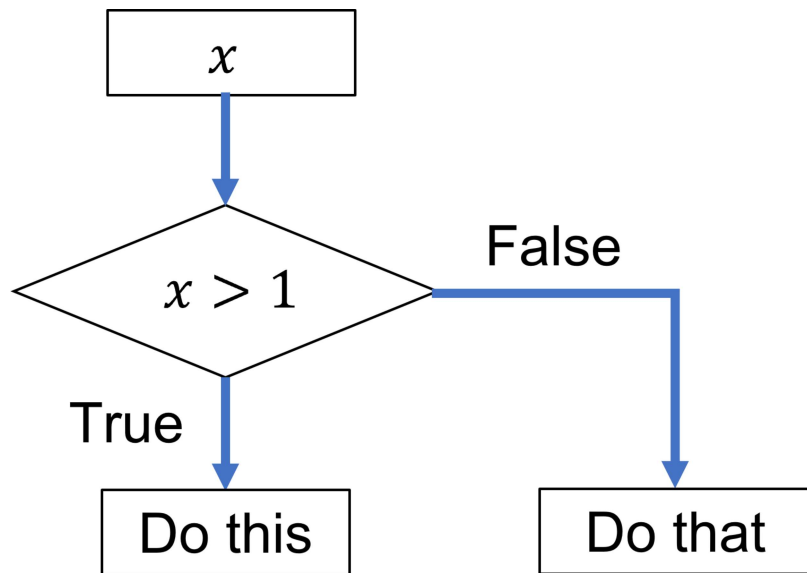 x
x > 1
False
True
Do this
Do that